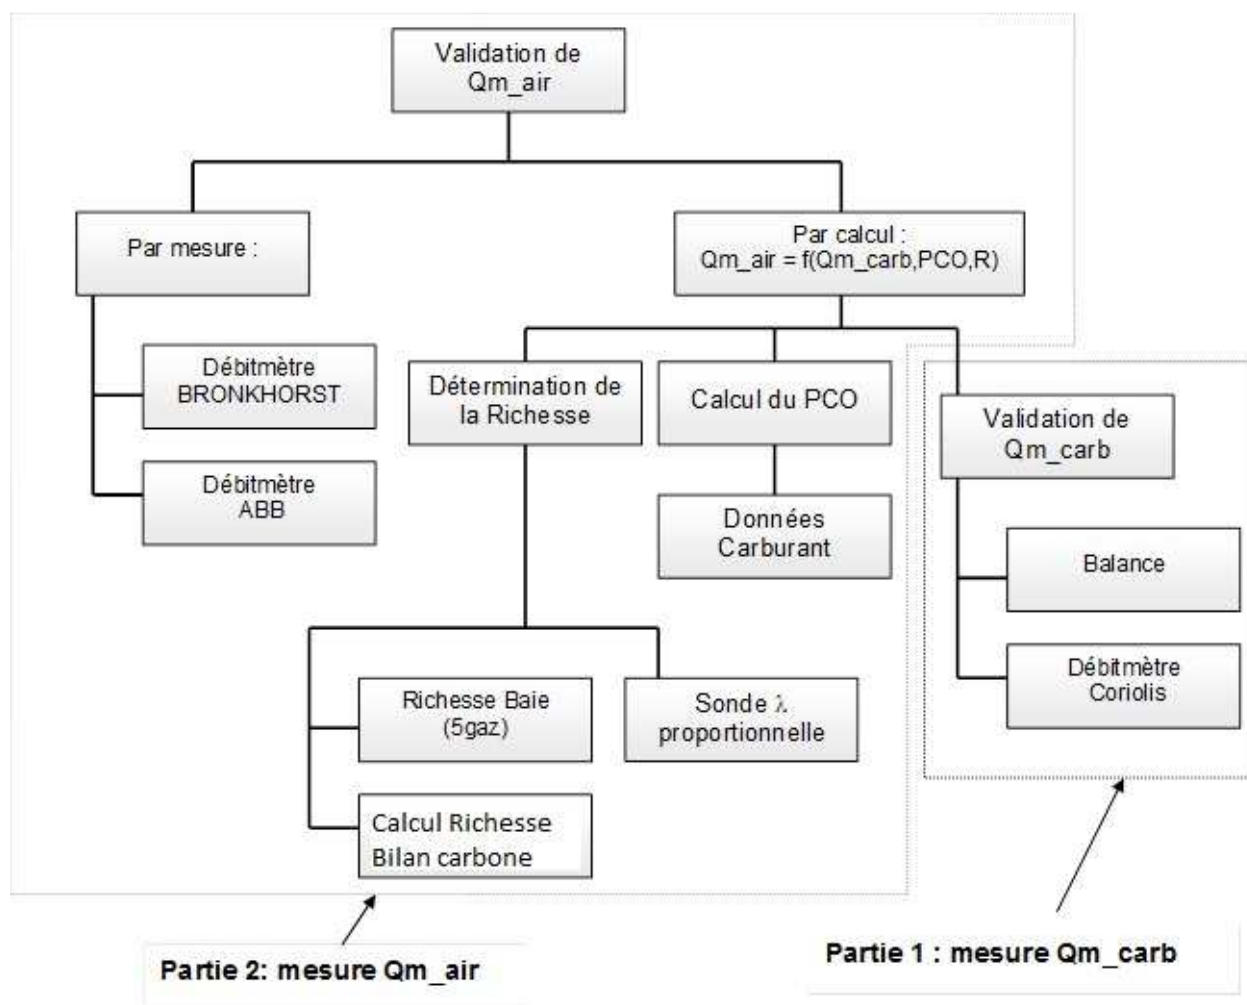 Validation de
Qm_air
Par mesure :
Par calcul :
Qm_air = f(Qm_carb,PCO,R)
Débitmètre
BRONKHORST
Débitmètre
ABB
Détermination de
la Richesse
Calcul du PCO
Validation de
Qm_carb
Données
Carburant
Balance
Débitmètre
Coriolis
Richesse Baie
(5gaz)
Sonde λ
proportionnelle
Calcul Richesse
Bilan carbone
Partie 2: mesure Qm_air
Partie 1 : mesure Qm_carb